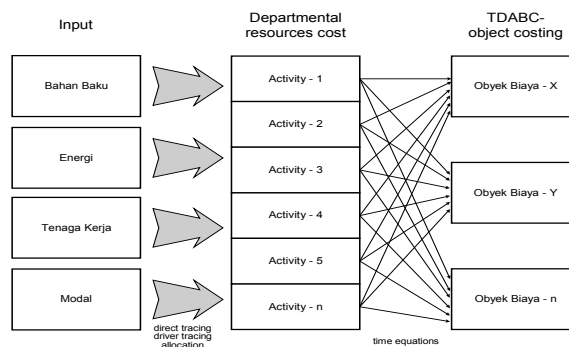 Input
Departmental
resources cost
TDABC-
object costing
Bahan Baku
Energi
Tenaga Kerja
Modal
Activity - 1
Activity - 2
Activity - 3
Activity - 4
Activity - 5
Activity - n
Obyek Biaya - X
Obyek Biaya - Y
Obyek Biaya - n
direct tracing
driver tracing
allocation
time equations